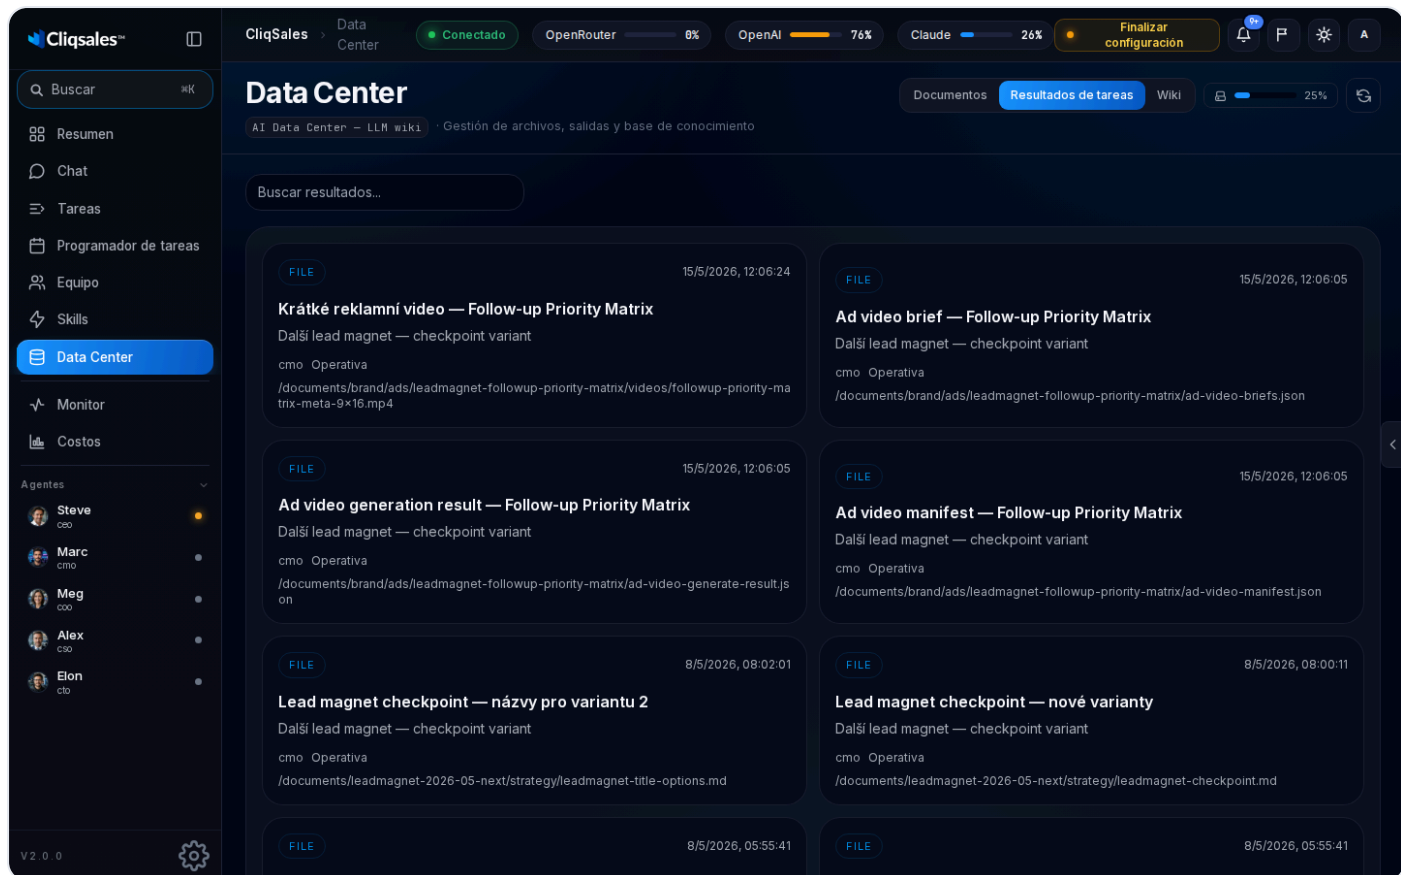 Cliqsales™
CliqSales
Data
Center
Conectado
OpenRouter 0%
OpenAI 76%
Claude 26%
Finalizar
configuración
9+
A
Buscar ⌘K
Resumen
Chat
Tareas
Programador de tareas
Equipo
Skills
Data Center
Monitor
Costos
Agentes
Steve
ceo
Marc
cmo
Meg
coo
Alex
cso
Elon
cto
V2.0.0
Data Center
AI Data Center — LLM wiki · Gestión de archivos, salidas y base de conocimiento
Documentos
Resultados de tareas
Wiki
25%
Buscar resultados...
FILE 15/5/2026, 12:06:24
Krátké reklamní video — Follow-up Priority Matrix
Další lead magnet — checkpoint variant
cmo Operativa
/documents/brand/ads/leadmagnet-followup-priority-matrix/videos/followup-priority-ma
trix-meta-9x16.mp4
FILE 15/5/2026, 12:06:05
Ad video brief — Follow-up Priority Matrix
Další lead magnet — checkpoint variant
cmo Operativa
/documents/brand/ads/leadmagnet-followup-priority-matrix/ad-video-briefs.json
FILE 15/5/2026, 12:06:05
Ad video generation result — Follow-up Priority Matrix
Další lead magnet — checkpoint variant
cmo Operativa
/documents/brand/ads/leadmagnet-followup-priority-matrix/ad-video-generate-result.js
on
FILE 15/5/2026, 12:06:05
Ad video manifest — Follow-up Priority Matrix
Další lead magnet — checkpoint variant
cmo Operativa
/documents/brand/ads/leadmagnet-followup-priority-matrix/ad-video-manifest.json
FILE 8/5/2026, 08:02:01
Lead magnet checkpoint — názvy pro variantu 2
Další lead magnet — checkpoint variant
cmo Operativa
/documents/leadmagnet-2026-05-next/strategy/leadmagnet-title-options.md
FILE 8/5/2026, 08:00:11
Lead magnet checkpoint — nové varianty
Další lead magnet — checkpoint variant
cmo Operativa
/documents/leadmagnet-2026-05-next/strategy/leadmagnet-checkpoint.md
FILE 8/5/2026, 05:55:41
FILE 8/5/2026, 05:55:41